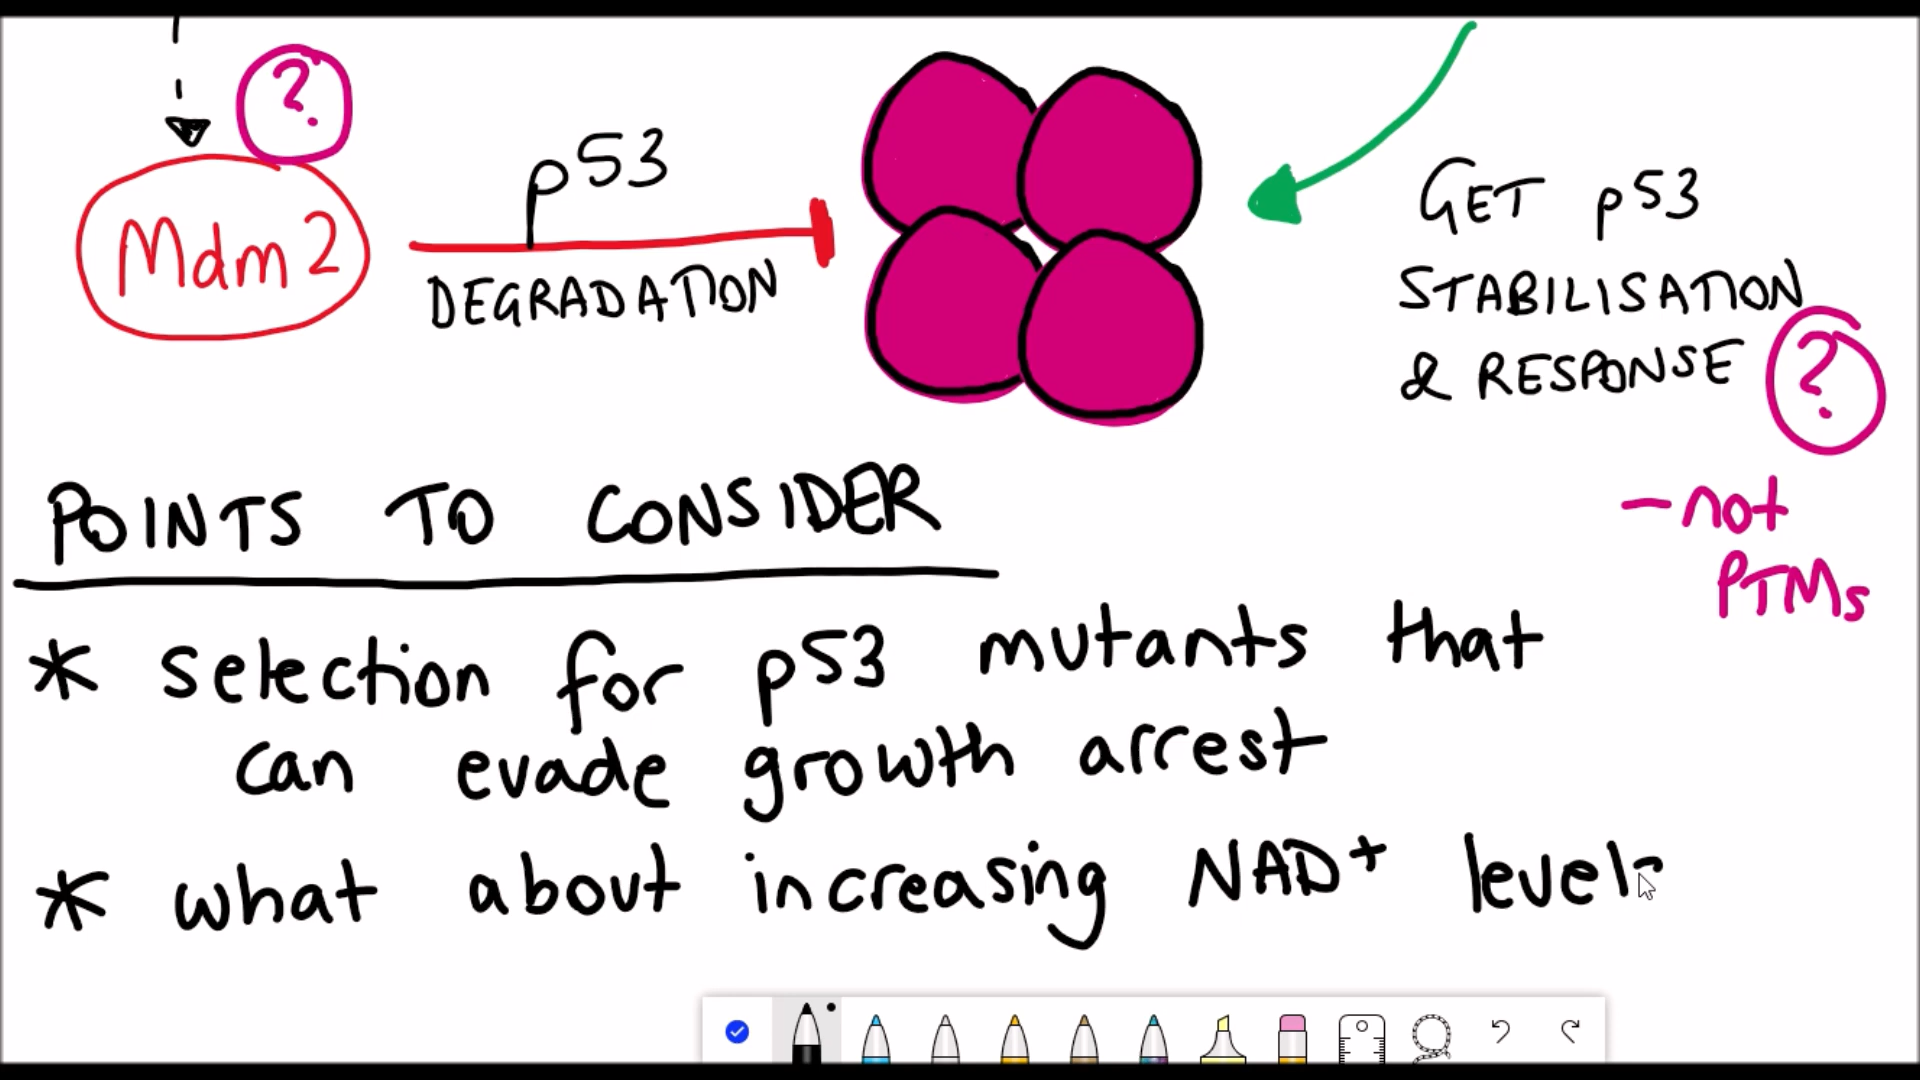 ?
Mdm2
p53
DEGRADATION
GET p53
STABILISATION
& RESPONSE
?
- not
PTMs
POINTS TO CONSIDER
* selection for p53 mutants that
can evade growth arrest
* what about increasing NAD+ levels